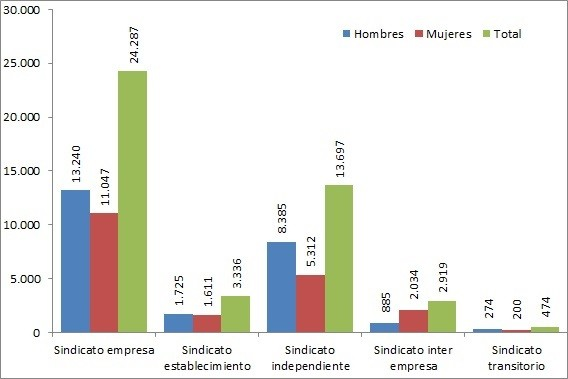 30.000
25.000
20.000
15.000
10.000
5.000
0
Hombres Mujeres Total
13.240
11.047
24.287
1.725
1.611
3.336
8.385
5.312
13.697
885
2.034
2.919
274
200
474
Sindicato empresa
Sindicato
establecimiento
Sindicato
independiente
Sindicato inter
empresa
Sindicato
transitorio